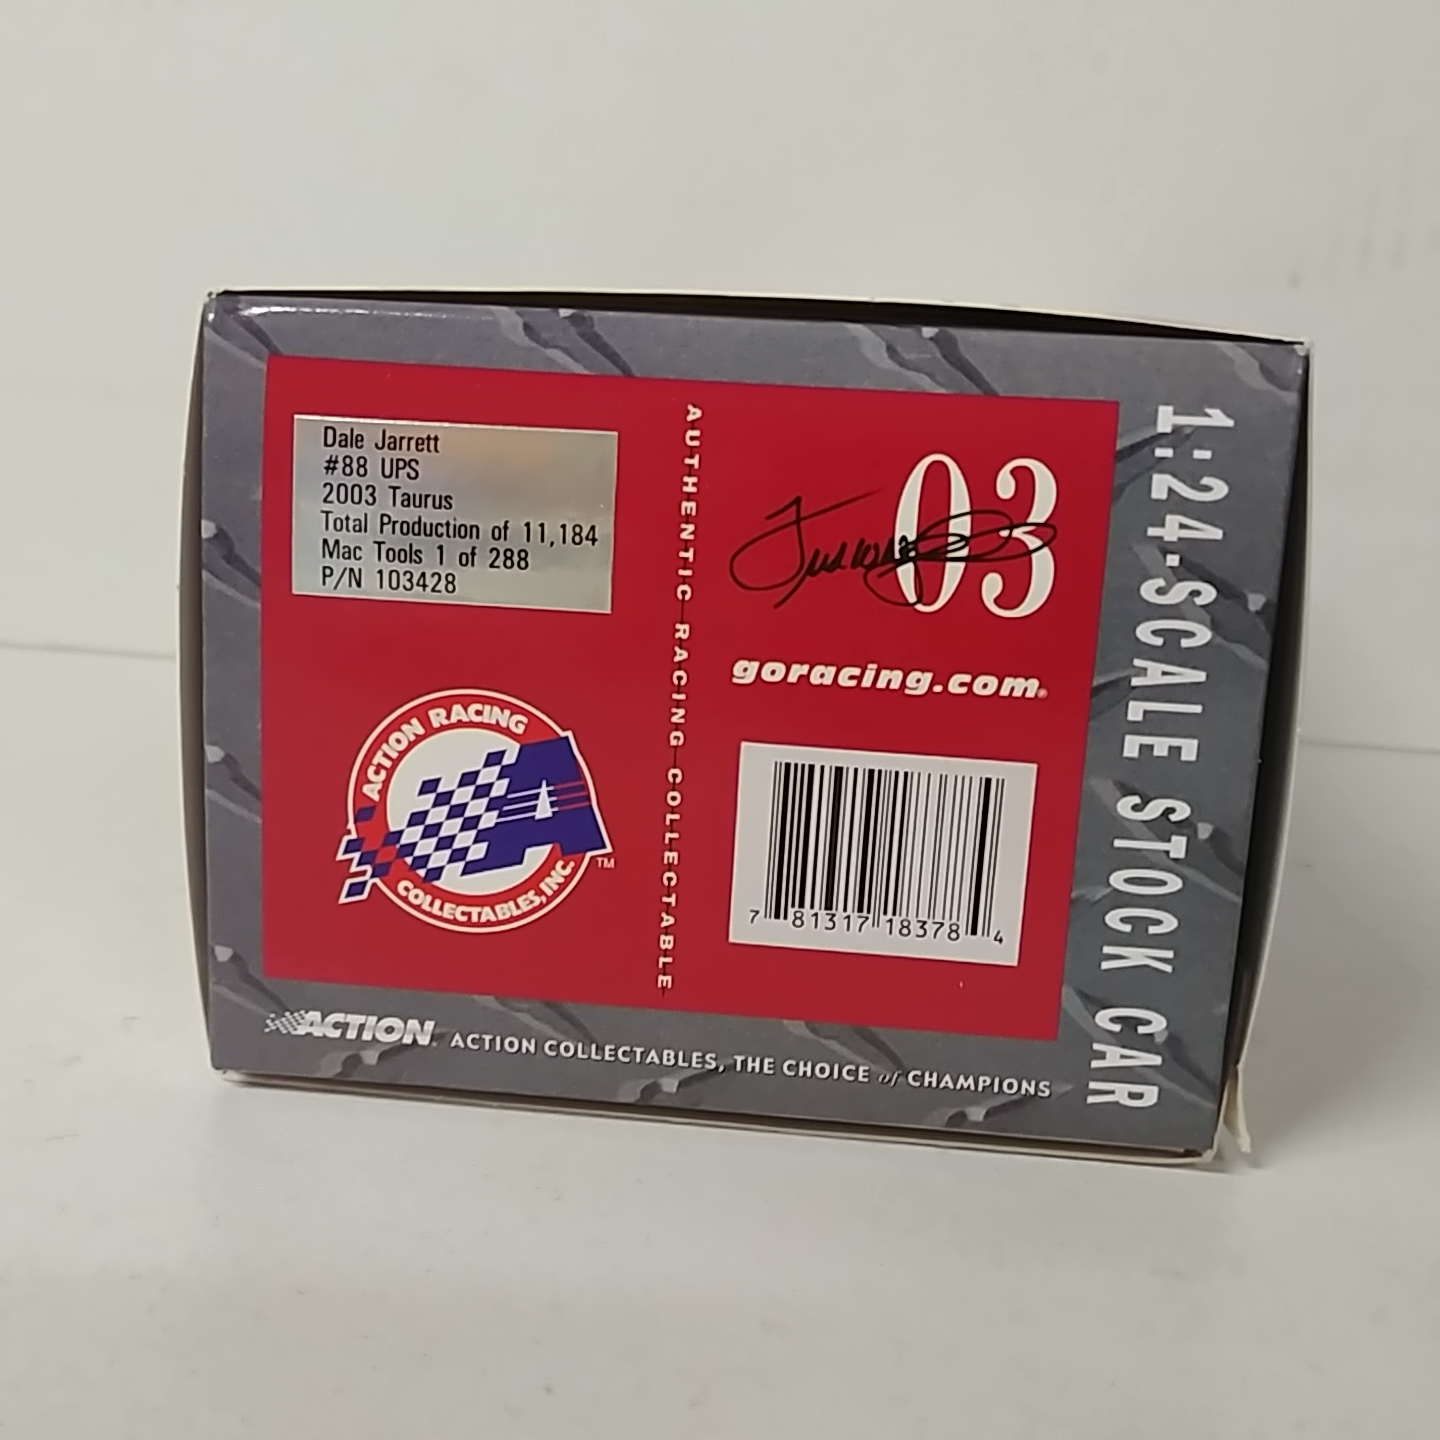 Dale Jarrett
#88 UPS
2003 Taurus
Total Production of 11,184
Mac Tools 1 of 288
P/N 103428
ACTION RACING
COLLECTABLES, INC.
TM
AUTHENTIC RACING COLLECTABLE
03
goracing.com
7 81317 18378 4
1:24-SCALE STOCK CAR
ACTION
ACTION COLLECTABLES, THE CHOICE of CHAMPIONS